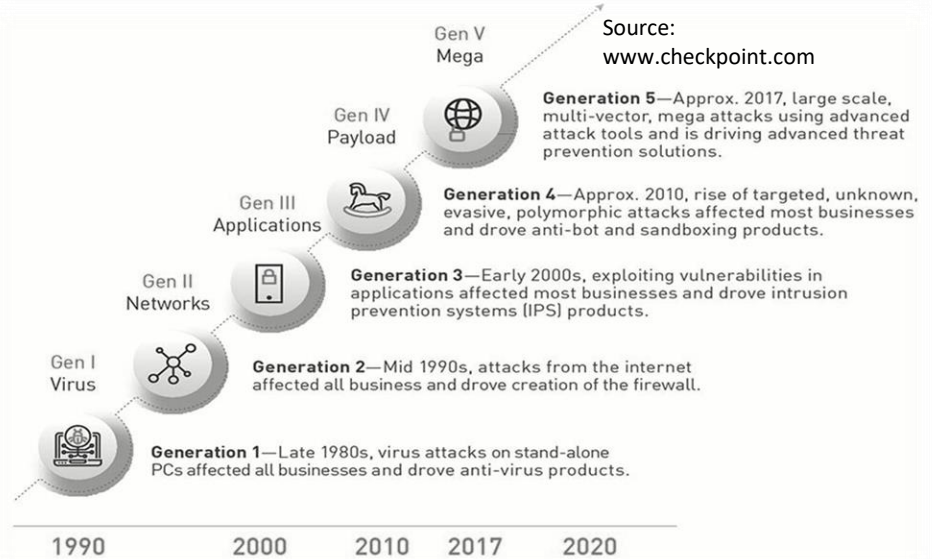 Source:
www.checkpoint.com
Gen V
Mega
Generation 5—Approx. 2017, large scale,
multi-vector, mega attacks using advanced
attack tools and is driving advanced threat
prevention solutions.
Gen IV
Payload
Generation 4—Approx. 2010, rise of targeted, unknown,
evasive, polymorphic attacks affected most businesses
and drove anti-bot and sandboxing products.
Gen III
Applications
Generation 3—Early 2000s, exploiting vulnerabilities in
applications affected most businesses and drove intrusion
prevention systems (IPS) products.
Gen II
Networks
Generation 2—Mid 1990s, attacks from the internet
affected all business and drove creation of the firewall.
Gen I
Virus
Generation 1—Late 1980s, virus attacks on stand-alone
PCs affected all businesses and drove anti-virus products.
1990 2000 2010 2017 2020